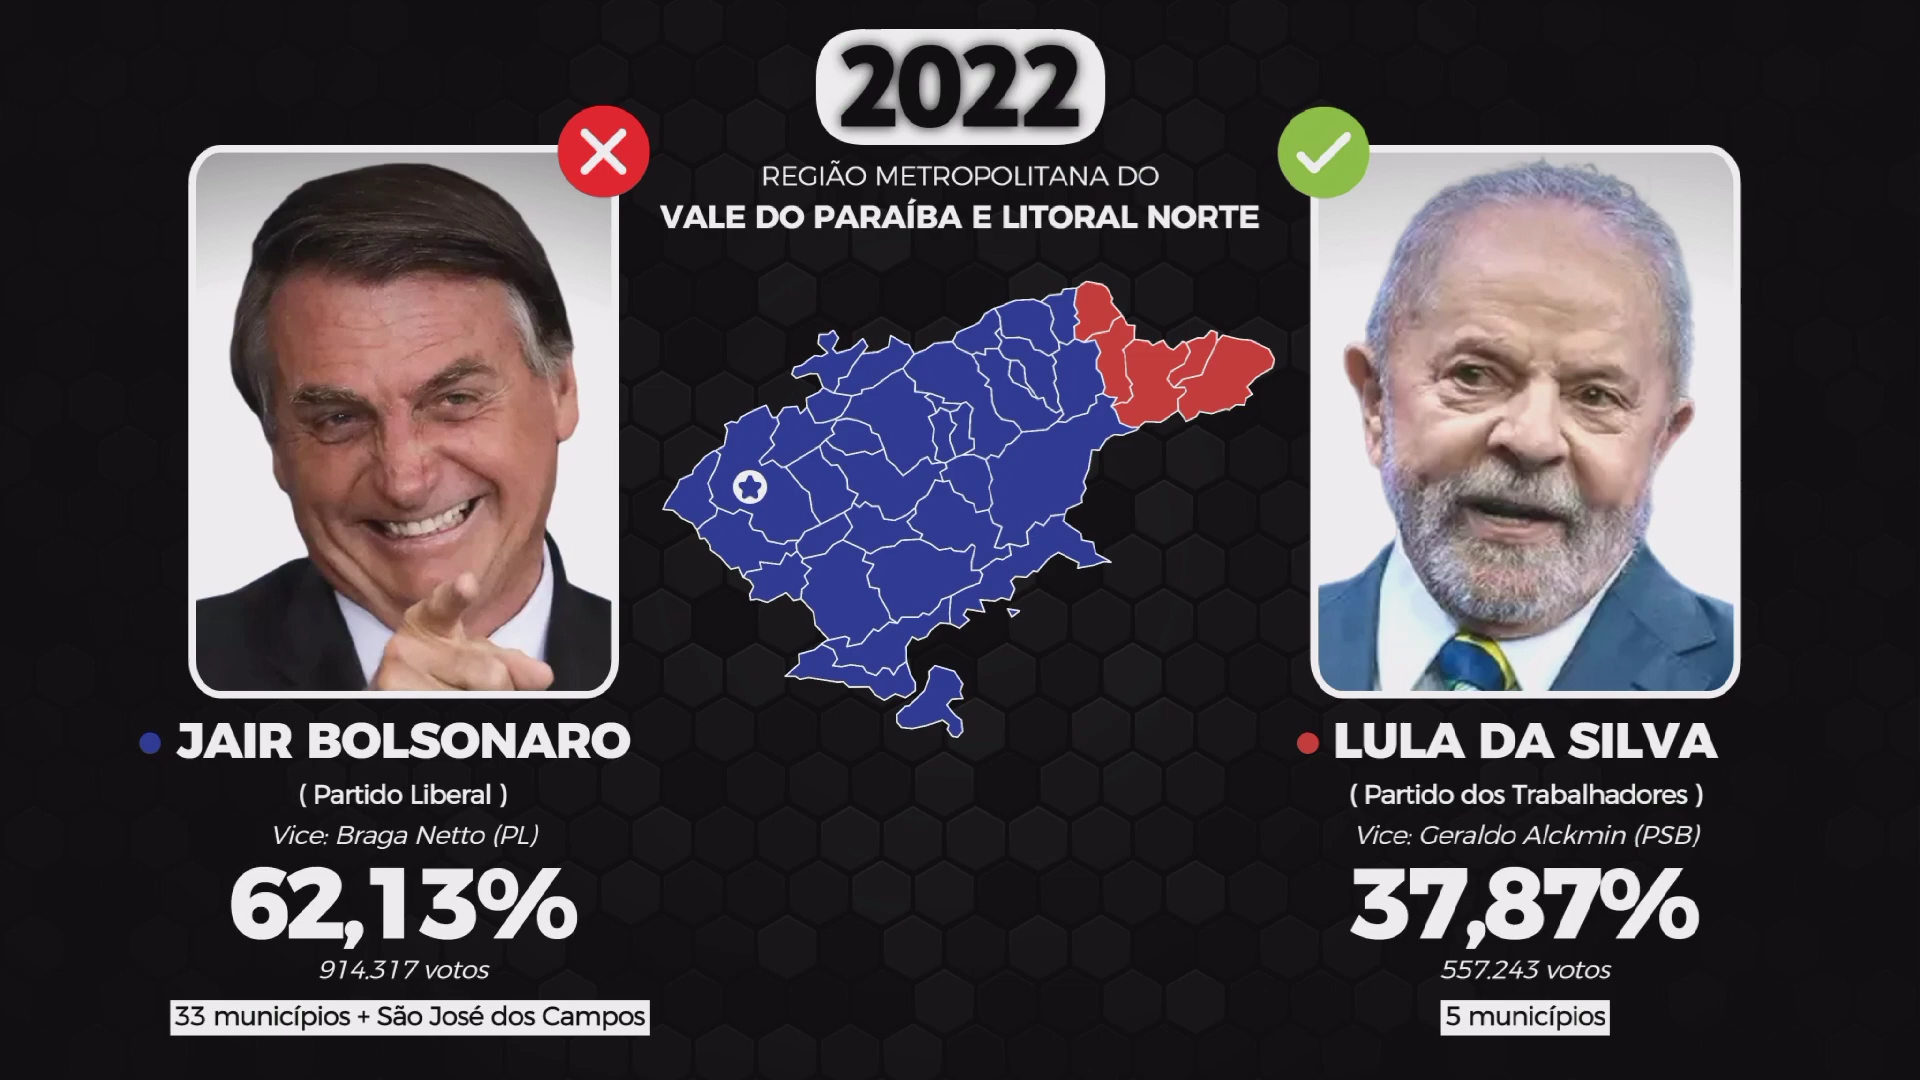 2022
REGIÃO METROPOLITANA DO
VALE DO PARAÍBA E LITORAL NORTE
JAIR BOLSONARO
( Partido Liberal )
Vice: Braga Netto (PL)
62,13%
914.317 votos
33 municípios + São José dos Campos
LULA DA SILVA
( Partido dos Trabalhadores )
Vice: Geraldo Alckmin (PSB)
37,87%
557.243 votos
5 municípios